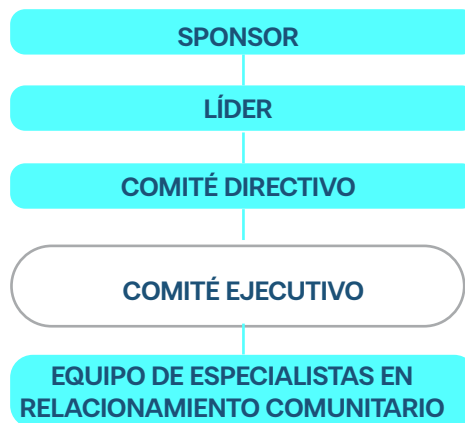 SPONSOR
LÍDER
COMITÉ DIRECTIVO
COMITÉ EJECUTIVO
EQUIPO DE ESPECIALISTAS EN
RELACIONAMIENTO COMUNITARIO